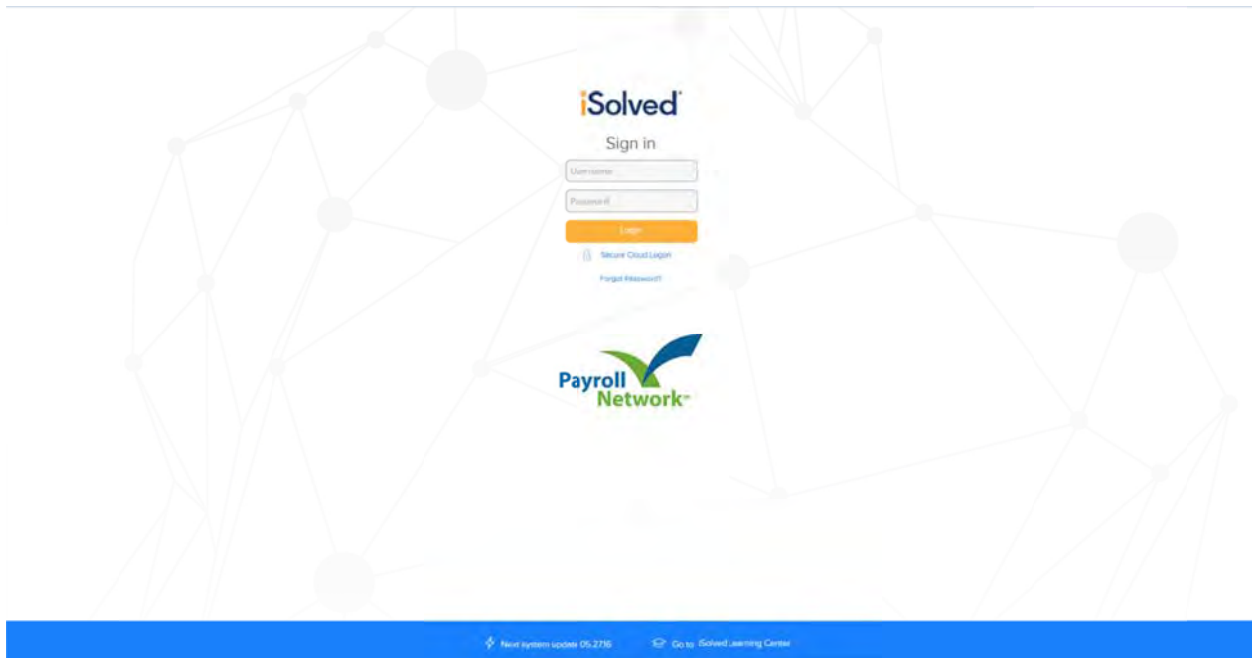 iSolved
Sign in
Username
Password
Login
Secure Cloud Logon
Forgot Password?
Payroll
Network℠
Next system update 05.27.16
Go to iSolved Learning Center